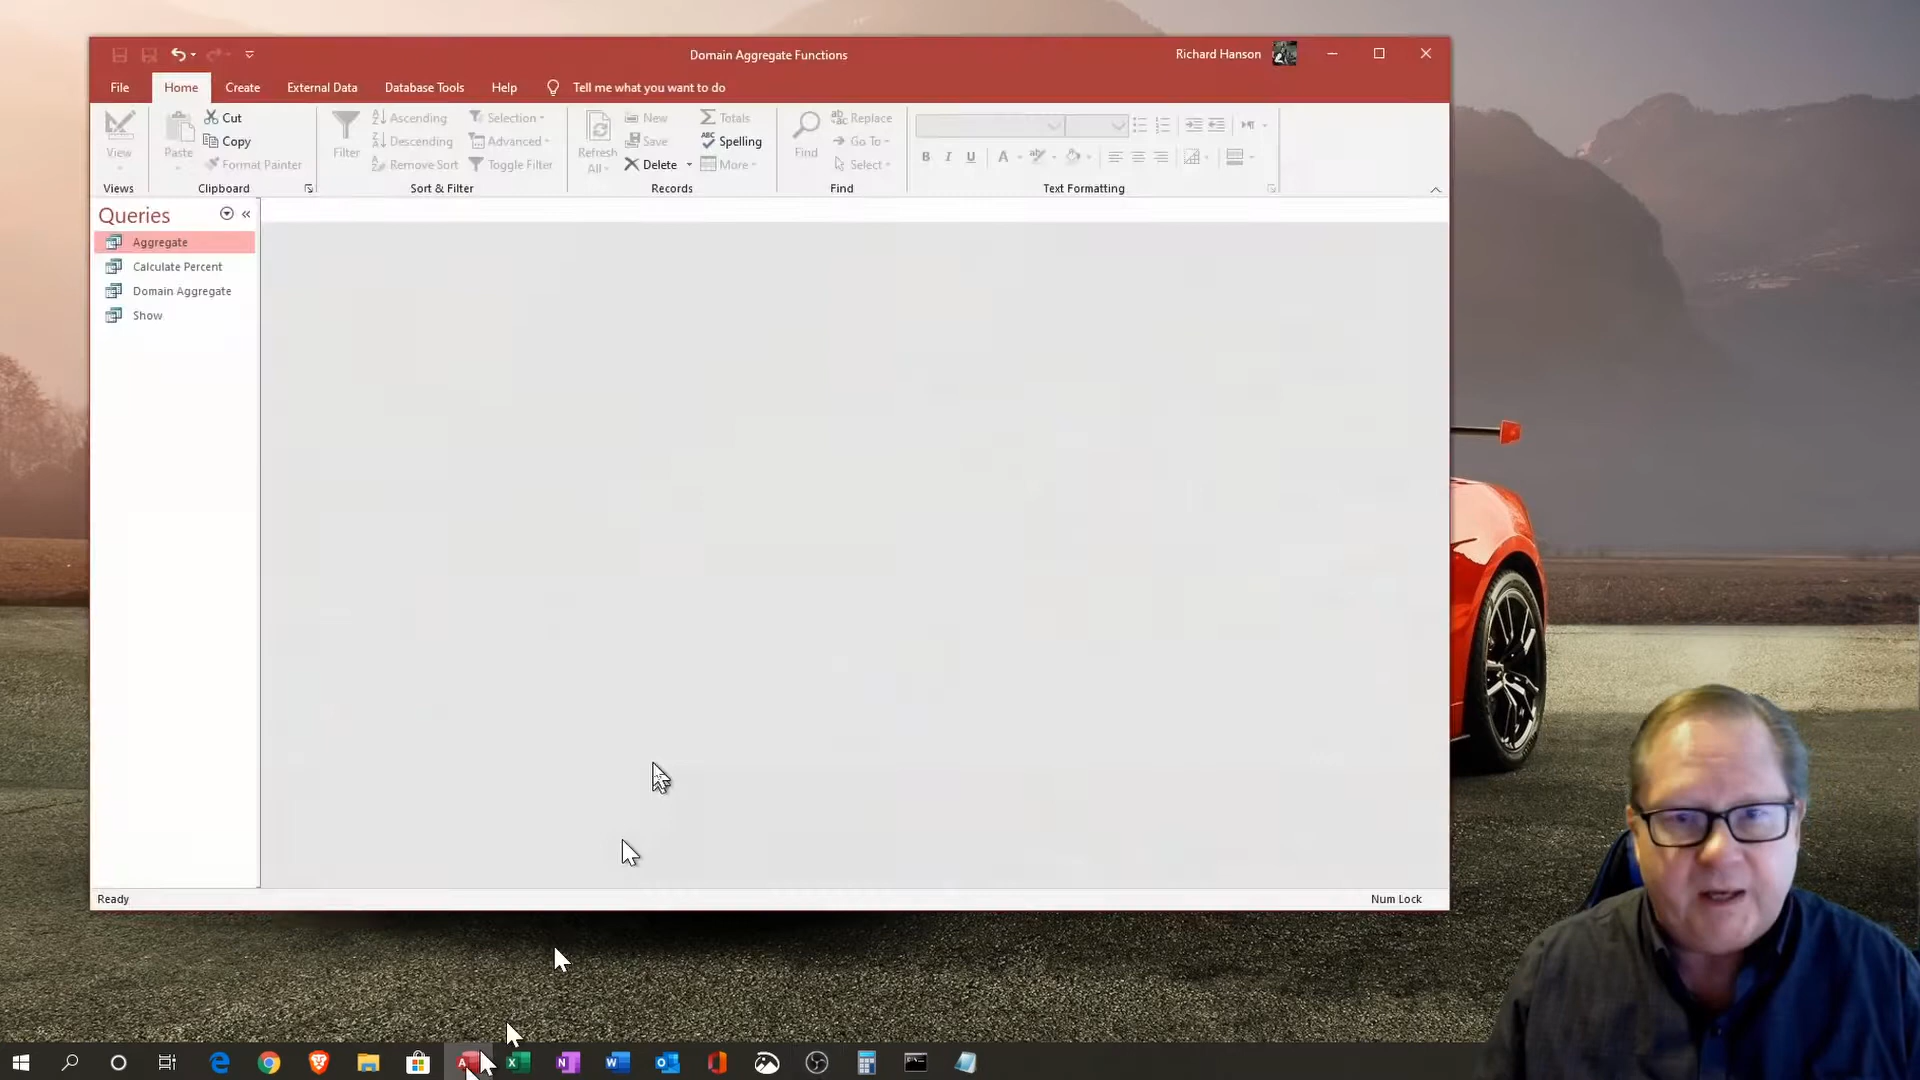 Domain Aggregate Functions
Richard Hanson
File Home Create External Data Database Tools Help Tell me what you want to do
View
Views
Paste
Cut
Copy
Format Painter
Clipboard
Filter
Ascending
Descending
Remove Sort
Selection
Advanced
Toggle Filter
Sort & Filter
Refresh
All
New
Save
Delete
Totals
Spelling
More
Records
Find
Replace
Go To
Select
Find
B I U A
Text Formatting
Queries
Aggregate
Calculate Percent
Domain Aggregate
Show
Ready
Num Lock